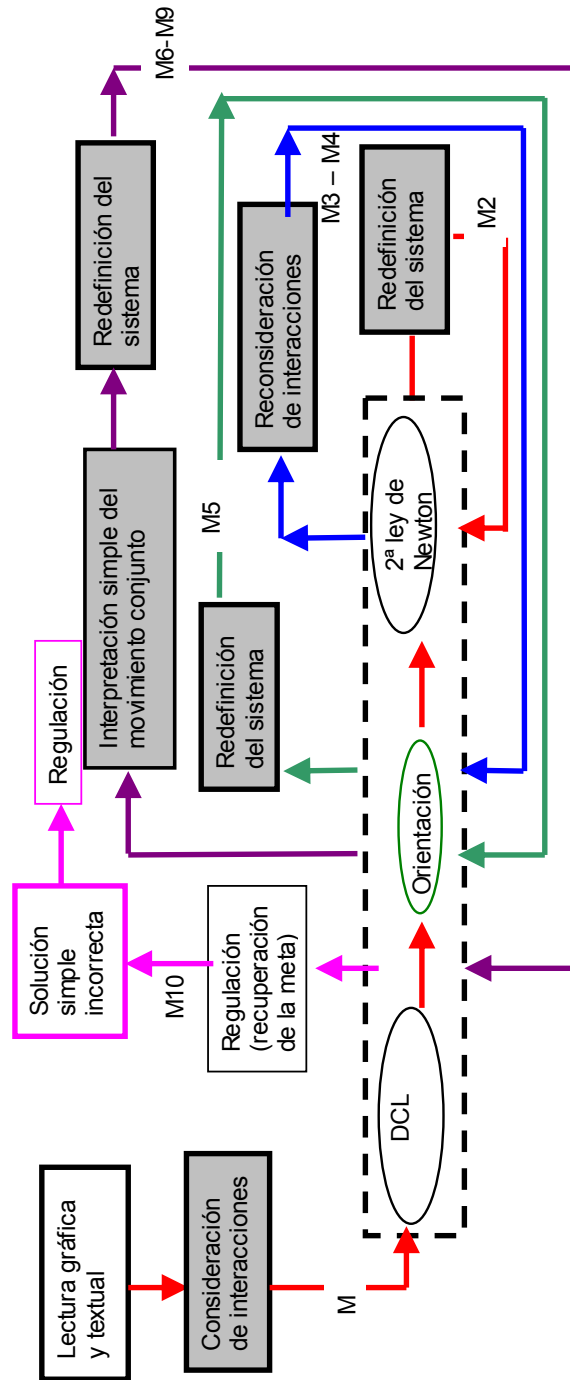 Lectura gráfica
y textual
Consideración
de interacciones
M
DCL
Solución
simple
incorrecta
M10
Regulación
(recuperación
de la meta)
Regulación
Interpretación simple del
movimiento conjunto
Redefinición del
sistema
M6- M9
Redefinición
del sistema
M5
Orientación
Reconsideración
de interacciones
M3 – M4
2ª ley de
Newton
Redefinición
del sistema
M2